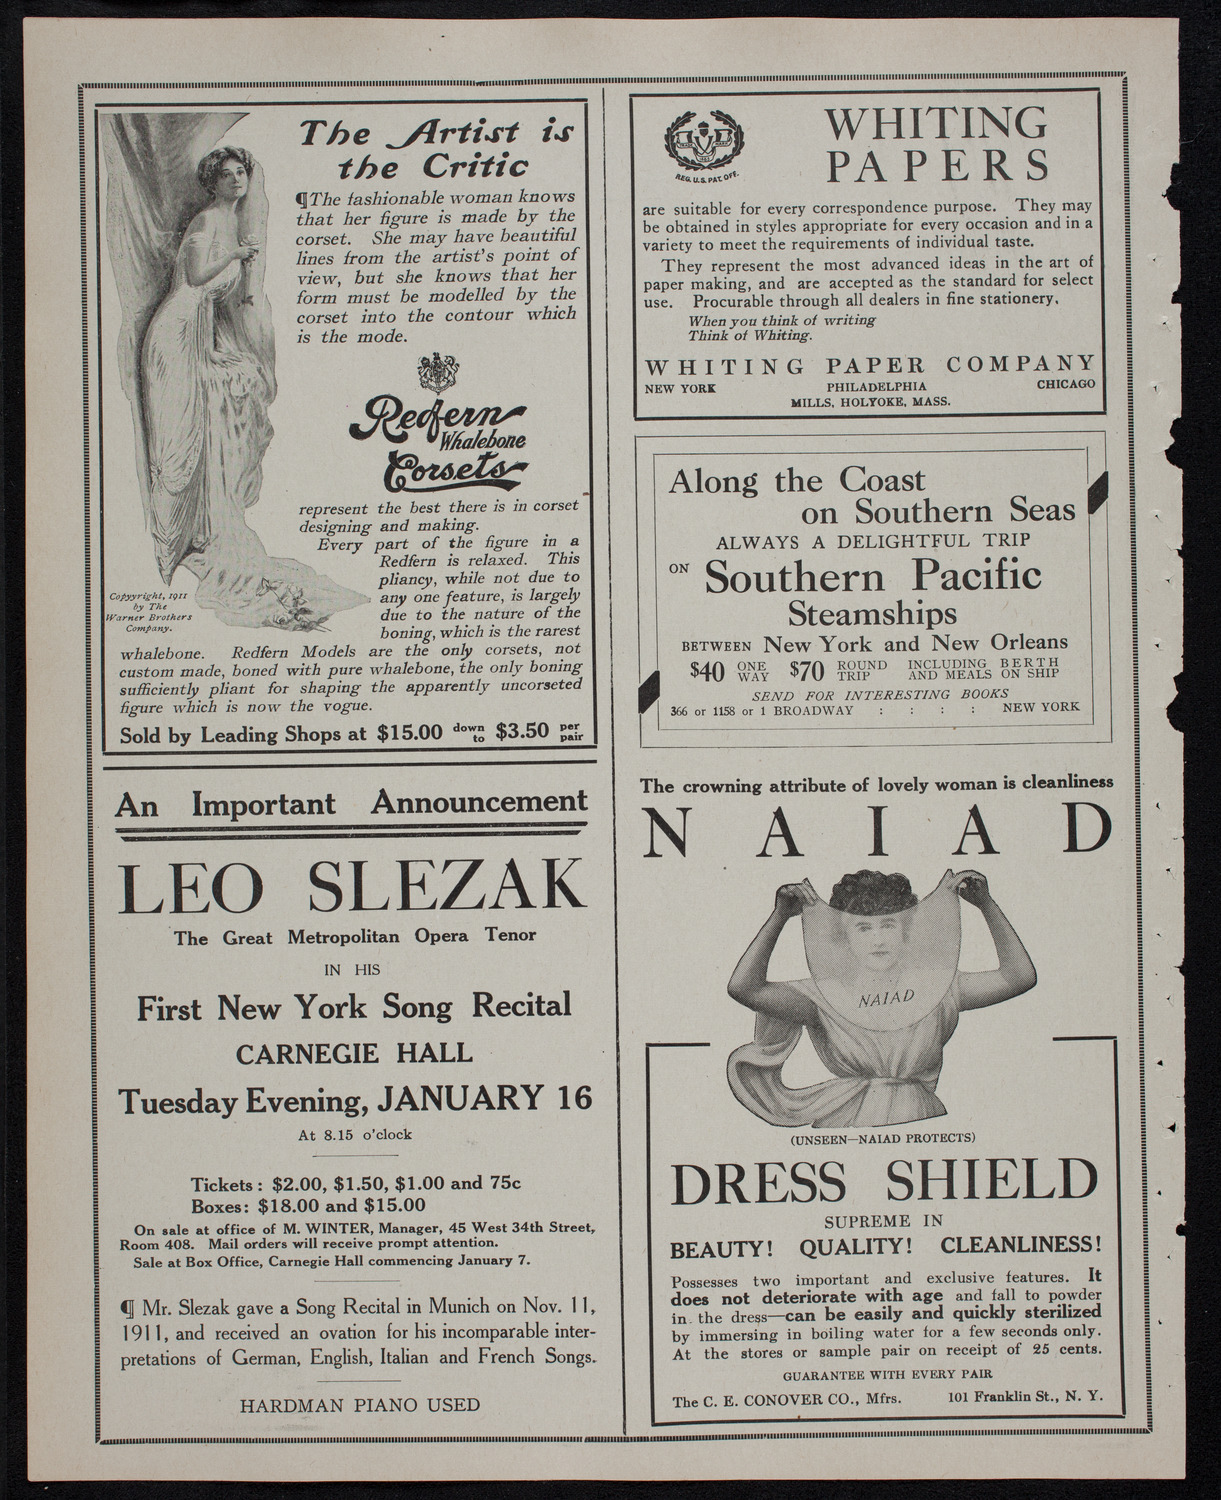 The Artist is
the Critic
¶The fashionable woman knows
that her figure is made by the
corset. She may have beautiful
lines from the artist's point of
view, but she knows that her
form must be modelled by the
corset into the contour which
is the mode.
Redfern
Whalebone
Corsets
represent the best there is in corset
designing and making.
Every part of the figure in a
Redfern is relaxed. This
pliancy, while not due to
any one feature, is largely
due to the nature of the
boning, which is the rarest
whalebone. Redfern Models are the only corsets, not
custom made, boned with pure whalebone, the only boning
sufficiently pliant for shaping the apparently uncorseted
figure which is now the vogue.
Copyyright, 1911
by The
Warner Brothers
Company.
Sold by Leading Shops at $15.00 down to $3.50 per pair
An Important Announcement
LEO SLEZAK
The Great Metropolitan Opera Tenor
IN HIS
First New York Song Recital
CARNEGIE HALL
Tuesday Evening, JANUARY 16
At 8.15 o'clock
Tickets: $2.00, $1.50, $1.00 and 75c
Boxes: $18.00 and $15.00
On sale at office of M. WINTER, Manager, 45 West 34th Street,
Room 408. Mail orders will receive prompt attention.
Sale at Box Office, Carnegie Hall commencing January 7.
¶ Mr. Slezak gave a Song Recital in Munich on Nov. 11,
1911, and received an ovation for his incomparable inter-
pretations of German, English, Italian and French Songs.
HARDMAN PIANO USED
REG. U.S. PAT. OFF.
WHITING
PAPERS
are suitable for every correspondence purpose. They may
be obtained in styles appropriate for every occasion and in a
variety to meet the requirements of individual taste.
They represent the most advanced ideas in the art of
paper making, and are accepted as the standard for select
use. Procurable through all dealers in fine stationery.
When you think of writing
Think of Whiting.
WHITING PAPER COMPANY
NEW YORK PHILADELPHIA CHICAGO
MILLS, HOLYOKE, MASS.
Along the Coast
on Southern Seas
ALWAYS A DELIGHTFUL TRIP
ON Southern Pacific
Steamships
BETWEEN New York and New Orleans
$40 ONE WAY $70 ROUND TRIP INCLUDING BERTH AND MEALS ON SHIP
SEND FOR INTERESTING BOOKS
366 or 1158 or 1 BROADWAY : : : : NEW YORK
The crowning attribute of lovely woman is cleanliness
NAIAD
NAIAD
(UNSEEN—NAIAD PROTECTS)
DRESS SHIELD
SUPREME IN
BEAUTY! QUALITY! CLEANLINESS!
Possesses two important and exclusive features. It
does not deteriorate with age and fall to powder
in the dress—can be easily and quickly sterilized
by immersing in boiling water for a few seconds only.
At the stores or sample pair on receipt of 25 cents.
GUARANTEE WITH EVERY PAIR
The C. E. CONOVER CO., Mfrs. 101 Franklin St., N. Y.